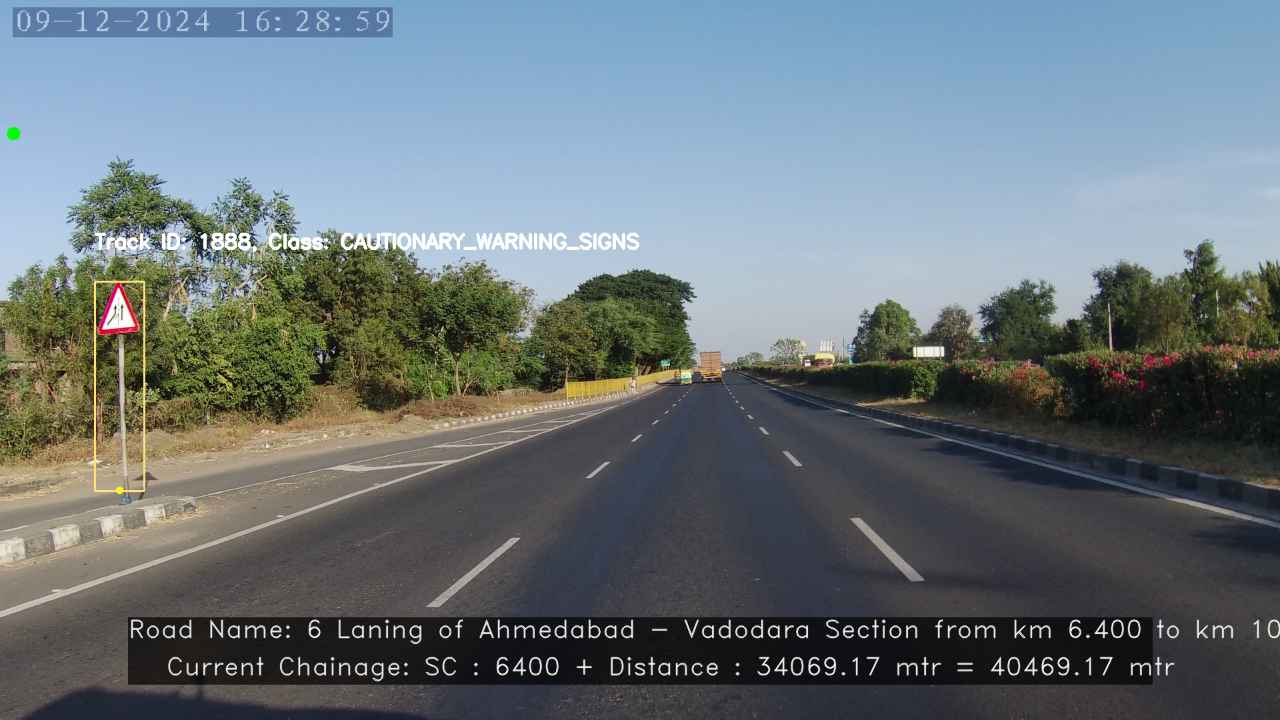 09-12-2024 16:28:59
Track ID: 1888, Class: CAUTIONARY_WARNING_SIGNS
Road Name: 6 Laning of Ahmedabad - Vadodara Section from km 6.400 to km 10
Current Chainage: SC : 6400 + Distance : 34069.17 mtr = 40469.17 mtr